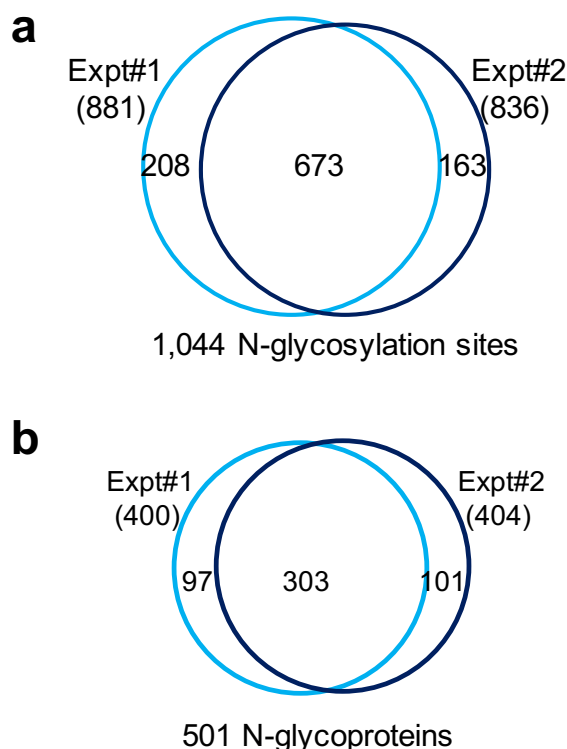 a
Expt#1
(881)
Expt#2
(836)
208
673
163
1,044 N-glycosylation sites
b
Expt#1
(400)
Expt#2
(404)
97
303
101
501 N-glycoproteins